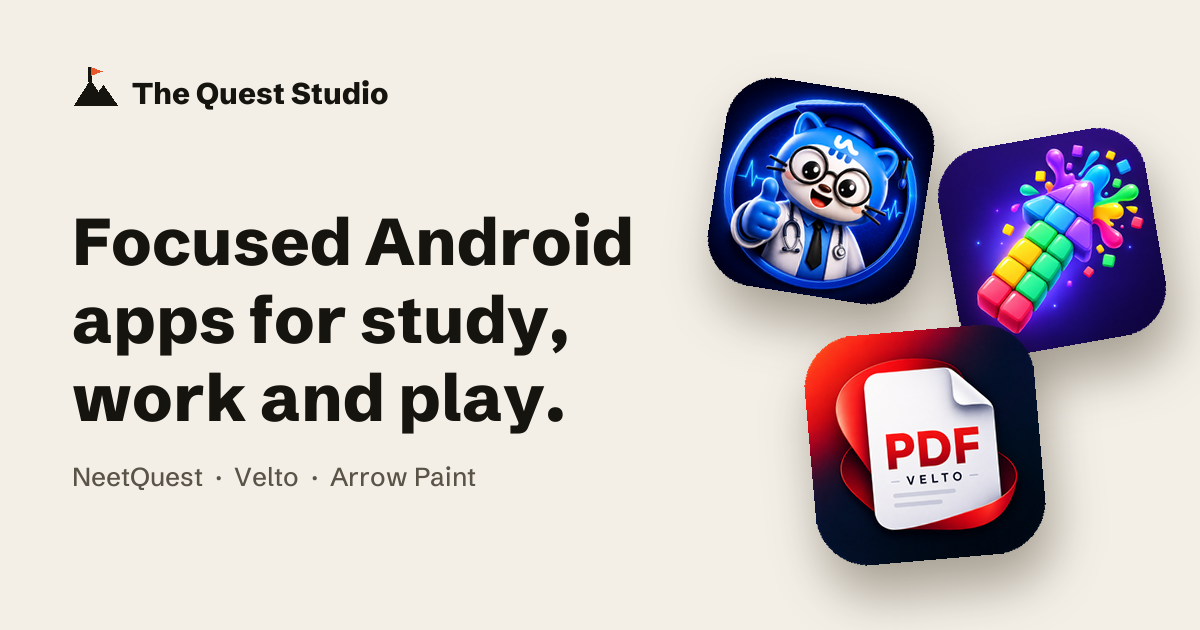 The Quest Studio
Focused Android
apps for study,
work and play.
NeetQuest · Velto · Arrow Paint
PDF
VELTO